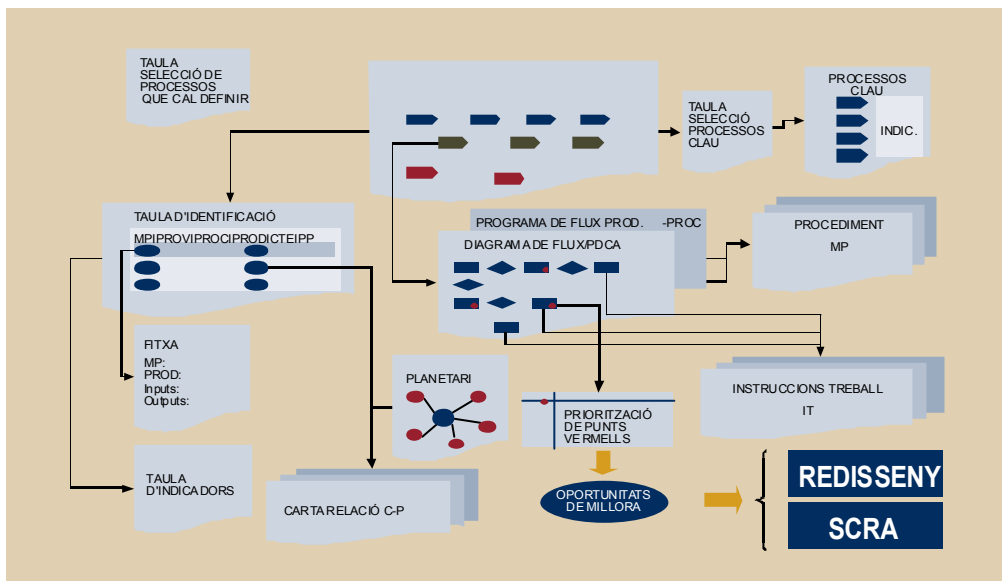 TAULA
SELECCIÓ DE
PROCESSOS
QUE CAL DEFINIR
TAULA
SELECCIÓ
PROCESSOS
CLAU
PROCESSOS
CLAU
INDIC.
TAULA D'IDENTIFICACIÓ
MPIPROVIPROCIPRODICTEIPP
PROGRAMA DE FLUX PROD. -PROC
DIAGRAMA DE FLUX/PDCA
PROCEDIMENT
MP
FITXA
MP:
PROD:
Inputs:
Outputs:
PLANETARI
PRIORITZACIÓ
DE PUNTS
VERMELLS
INSTRUCCIONS TREBALL
IT
TAULA
D'INDICADORS
CARTA RELACIÓ C-P
OPORTUNITATS
DE MILLORA
REDISSENY
SCRA